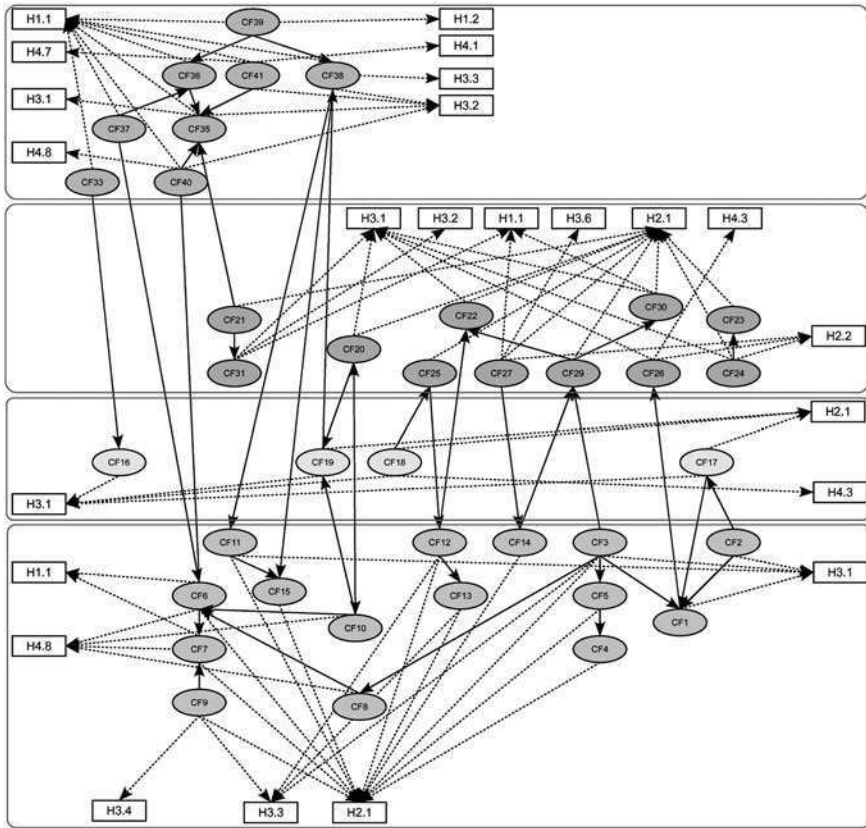 H1.1 CF39 H1.2
H4.7 H4.1
CF36 CF41 CF38 H3.3
H3.1 H3.2
CF37 CF35
H4.8
CF33 CF40
H3.1 H3.2 H1.1 H3.6 H2.1 H4.3
CF21 CF22 CF30 CF23
CF20 H2.2
CF31 CF25 CF27 CF29 CF26 CF24
H2.1
CF16 CF19 CF18 CF17
H3.1 H4.3
CF11 CF12 CF14 CF3 CF2
H1.1 H3.1
CF6 CF15 CF13 CF5
CF10 CF1
H4.8 CF7 CF4
CF9 CF8
H3.4 H3.3 H2.1